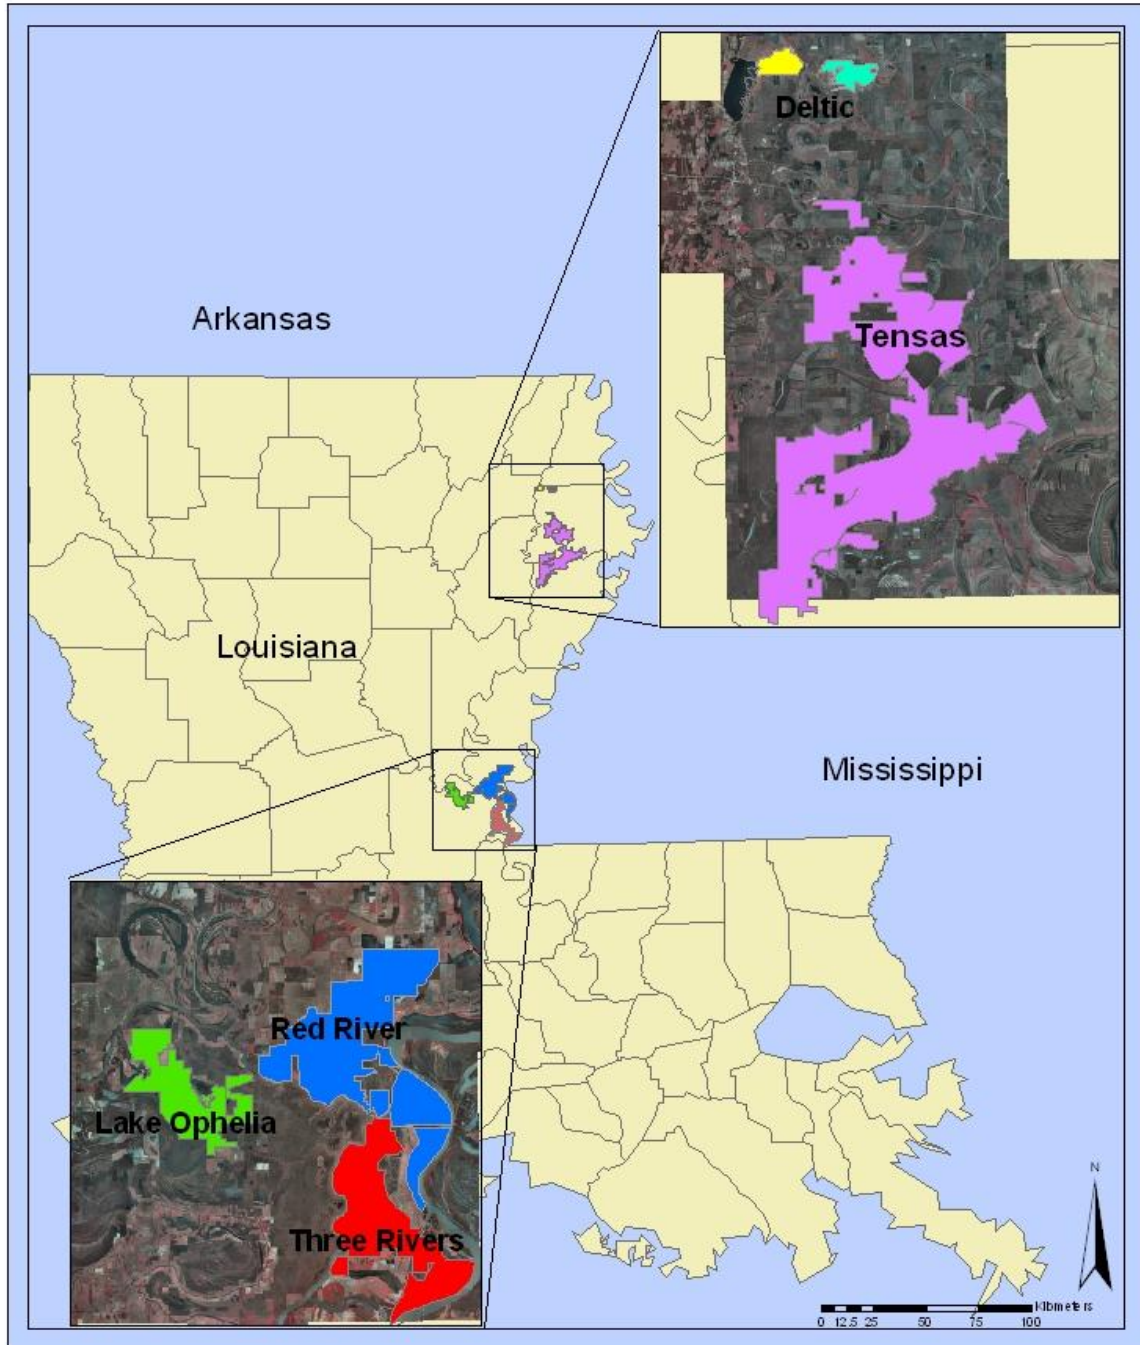 Deltic
Arkansas
Tensas
Louisiana
Mississippi
Red River
Lake Ophelia
Three Rivers
N
Kilometers
0 12.5 25 50 75 100